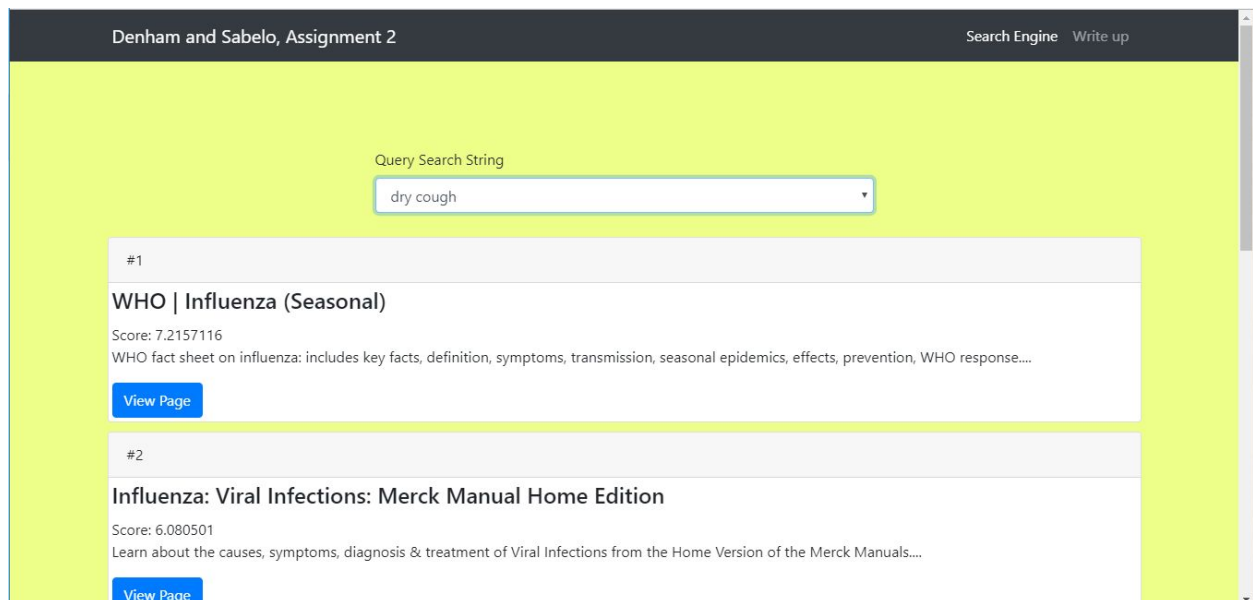 Denham and Sabelo, Assignment 2
Search Engine Write up
Query Search String
dry cough
#1
WHO | Influenza (Seasonal)
Score: 7.2157116
WHO fact sheet on influenza: includes key facts, definition, symptoms, transmission, seasonal epidemics, effects, prevention, WHO response....
View Page
#2
Influenza: Viral Infections: Merck Manual Home Edition
Score: 6.080501
Learn about the causes, symptoms, diagnosis & treatment of Viral Infections from the Home Version of the Merck Manuals....
View Page